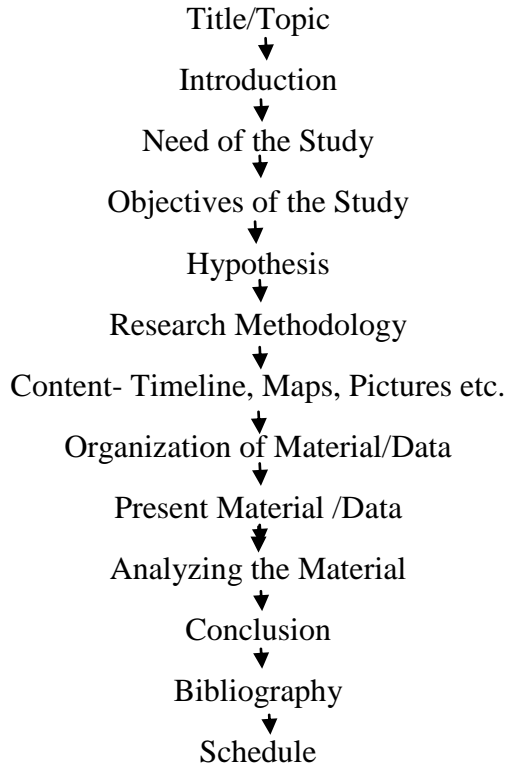 Title/Topic
Introduction
Need of the Study
Objectives of the Study
Hypothesis
Research Methodology
Content- Timeline, Maps, Pictures etc.
Organization of Material/Data
Present Material /Data
Analyzing the Material
Conclusion
Bibliography
Schedule